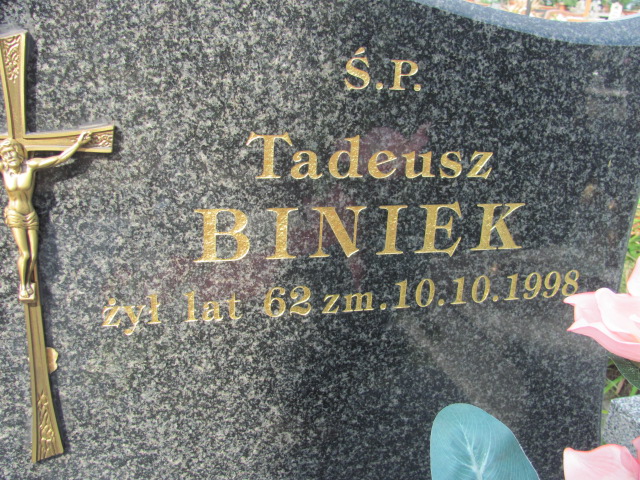 Ś.P.
Tadeusz
BINIEK
żył lat 62 zm.10.10.1998